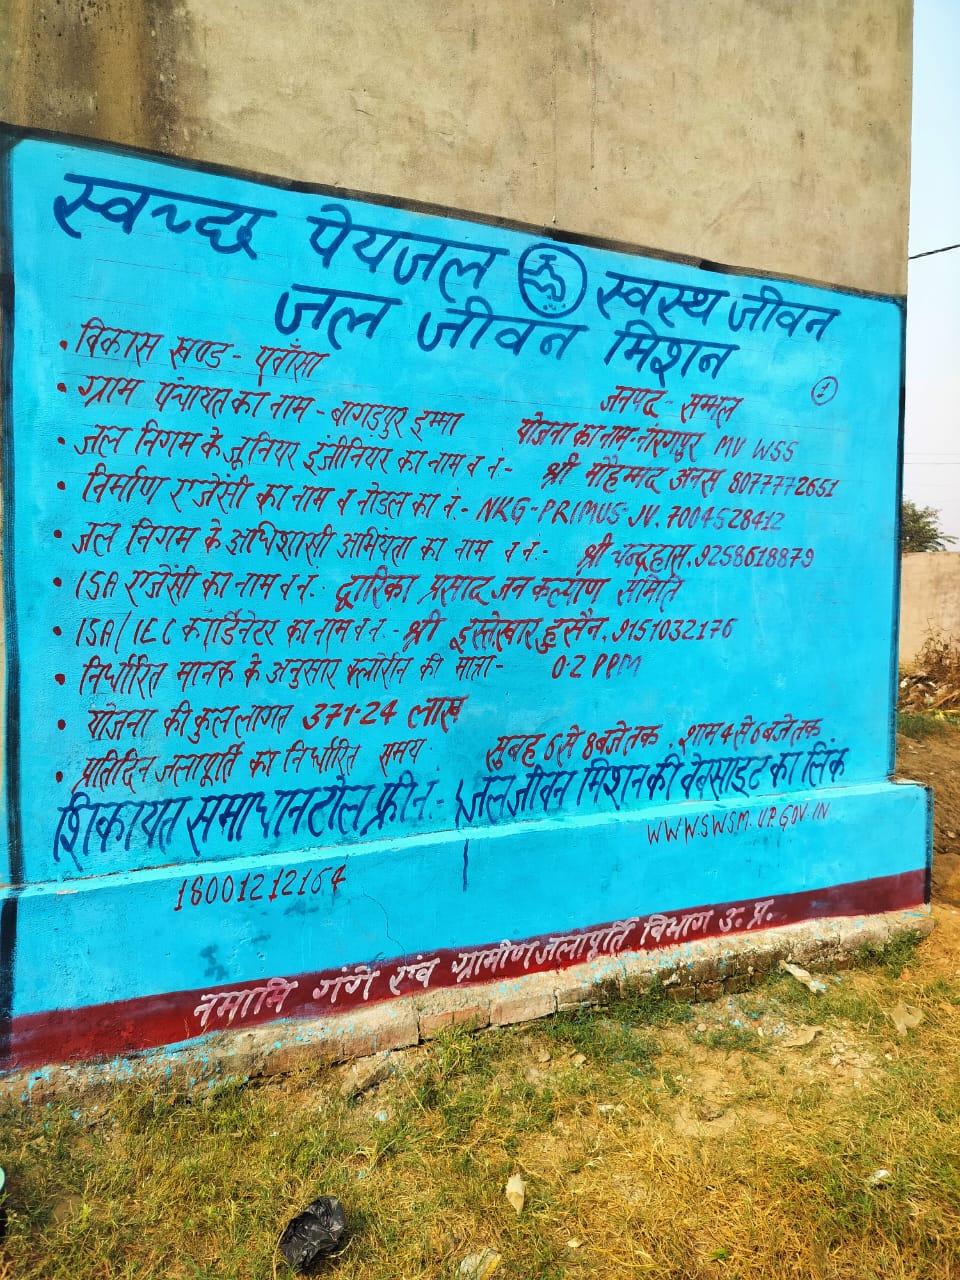 स्वच्छ पेयजल स्वस्थ जीवन
जल जीवन मिशन
• विकास खण्ड - पवाँसा जनपद - सम्भल
• ग्राम पंचायत का नाम - बागडपुर इम्मा योजना का नाम - नारंगपुर MV WSS
• जल निगम के जूनियर इंजीनियर का नाम व नं:- श्री मौहम्मद अनस 8077772651
• निर्माण एजेंसी का नाम व नोडल का नं.- NKG-PRIMUS-JV. 7004528412
• जल निगम के अधिशासी अभियंता का नाम व नं:- श्री चन्द्रहास. 9258618879
• ISA एजेंसी का नाम व नं.: द्वारिका प्रसाद जन कल्याण समिति
• ISA/IEC कॉर्डिनेटर का नाम व नं.- श्री इस्तेखार हुसैन. 9151032176
• निर्धारित मानक के अनुसार क्लोरीन की मात्रा - 0.2 PPM
• योजना की कुल लागत 371.24 लाख
• प्रतिदिन जलापूर्ति का निर्धारित समय सुबह 6 से 8 बजे तक. शाम 4 से 6 बजे तक
शिकायत समाधान टोल फ्री नं.- जल जीवन मिशन की वेबसाइट का लिंक
18001212164 WWW.SWSM.UP.GOV.IN
नमामि गंगे एंव ग्रामीण जलापूर्ति विभाग उ.प्र.